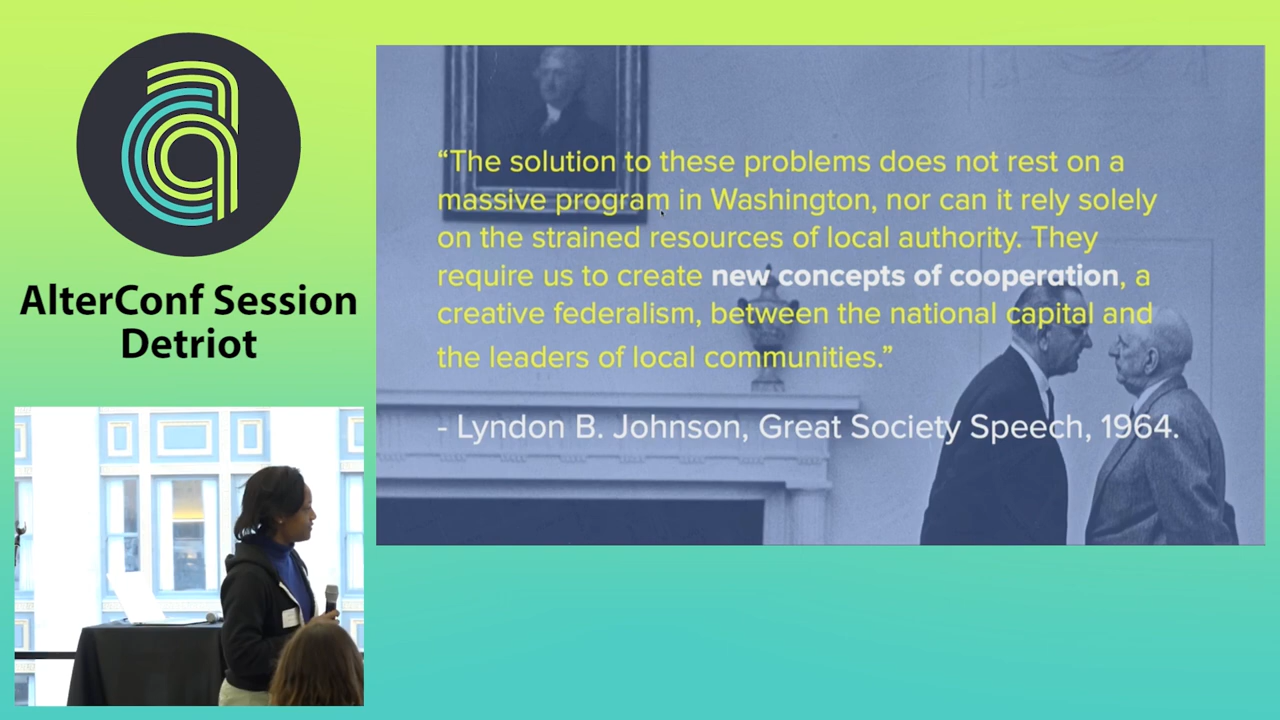 AlterConf Session
Detriot
“The solution to these problems does not rest on a
massive program in Washington, nor can it rely solely
on the strained resources of local authority. They
require us to create new concepts of cooperation, a
creative federalism, between the national capital and
the leaders of local communities.”
- Lyndon B. Johnson, Great Society Speech, 1964.